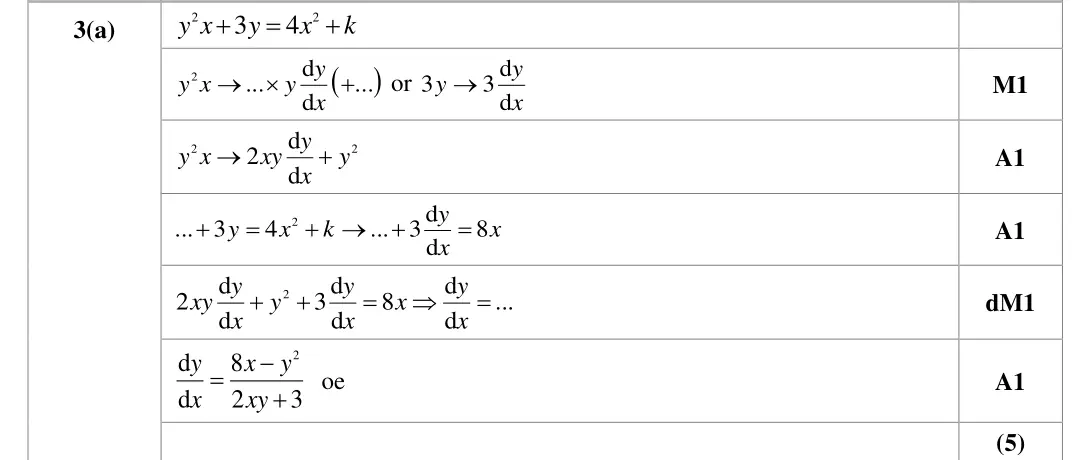 3(a) y²x + 3y = 4x² + k
y²x → ...× y dy/dx (+...) or 3y → 3 dy/dx M1
y²x → 2xy dy/dx + y² A1
...+ 3y = 4x² + k → ...+ 3 dy/dx = 8x A1
2xy dy/dx + y² + 3 dy/dx = 8x ⇒ dy/dx = ... dM1
dy/dx = (8x − y²)/(2xy + 3) oe A1
(5)